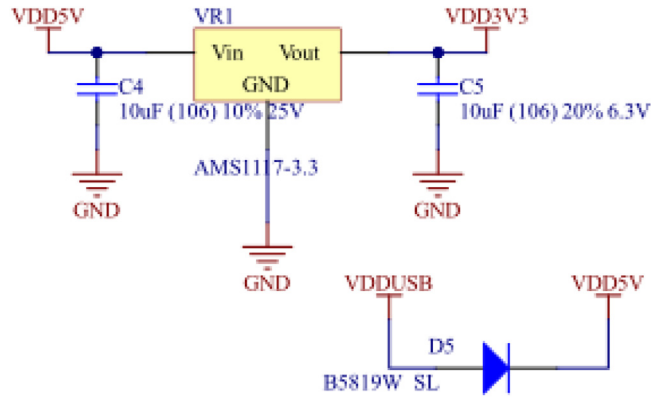 VDD5V
VR1
VDD3V3
Vin
Vout
GND
C4
10uF (106) 10% 25V
C5
10uF (106) 20% 6.3V
AMS1117-3.3
GND
GND
GND
VDDUSB
VDD5V
D5
B5819W SL